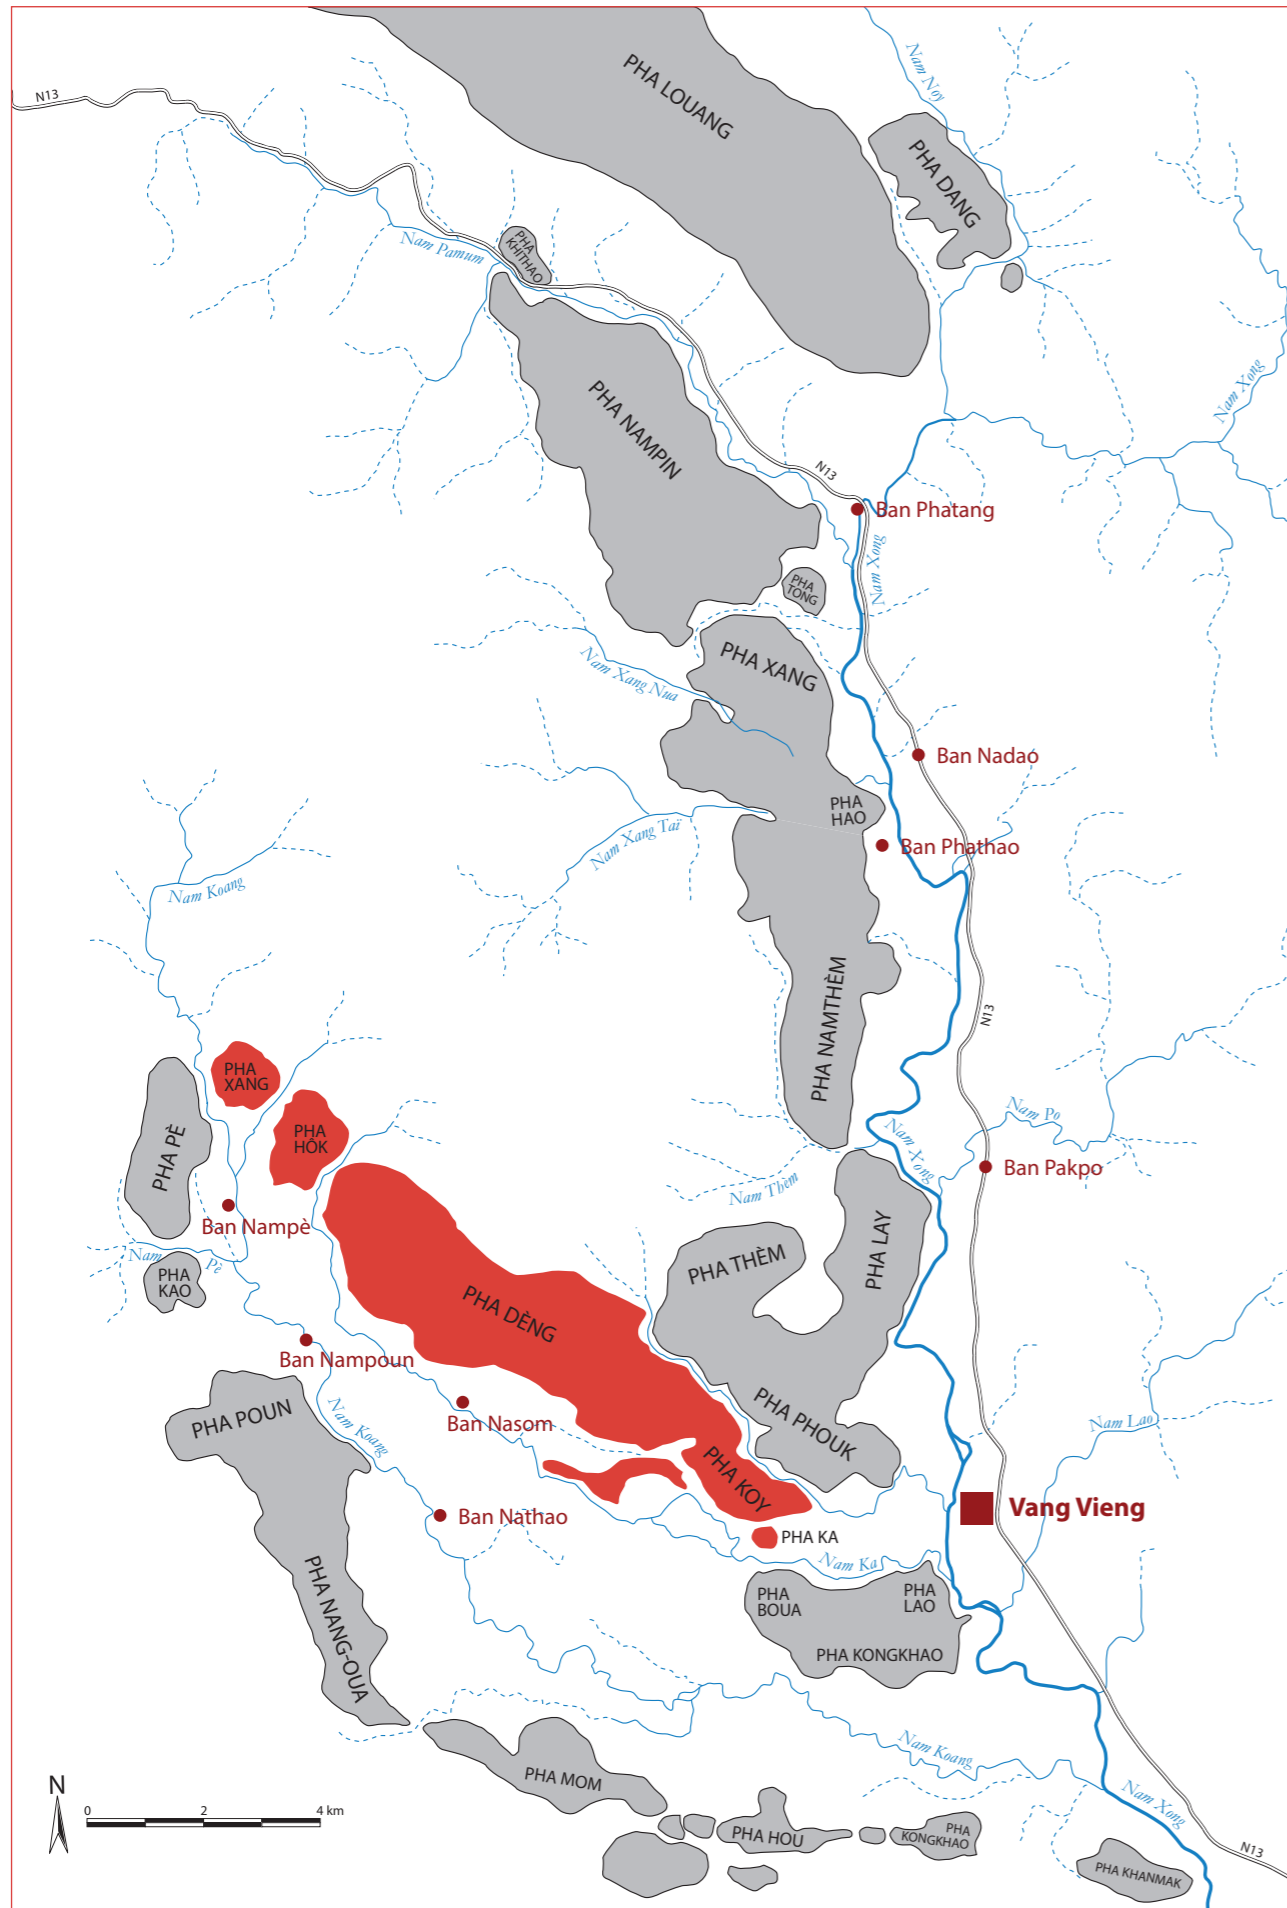 N13
PHA LOUANG
Nam Noy
PHA DANG
Nam Pamum
PHA
KHITHAO
Nam Xong
PHA NAMPIN
N13
Ban Phatang
Nam Xong
PHA
TONG
PHA XANG
Nam Xang Nua
Ban Nadao
PHA
HAO
Nam Xang Taï
Ban Phathao
Nam Koang
PHA NAMTHÈM
N13
PHA
XANG
PHA
HÔK
PHA PÈ
Nam Po
Nam Xong
Ban Pakpo
Nam Thèm
Ban Nampè
PHA LAY
PHA THÈM
Nam Pè
PHA
KAO
PHA DÈNG
Ban Nampoun
PHA POUN
Nam Koang
Ban Nasom
PHA PHOUK
Nam Lao
PHA KOY
Ban Nathao
Vang Vieng
PHA KA
Nam Ka
PHA
BOUA
PHA
LAO
PHA NANG-OUA
PHA KONGKHAO
Nam Koang
PHA MOM
Nam Xong
N
0 2 4 km
PHA HOU
PHA
KONGKHAO
N13
PHA KHANMAK